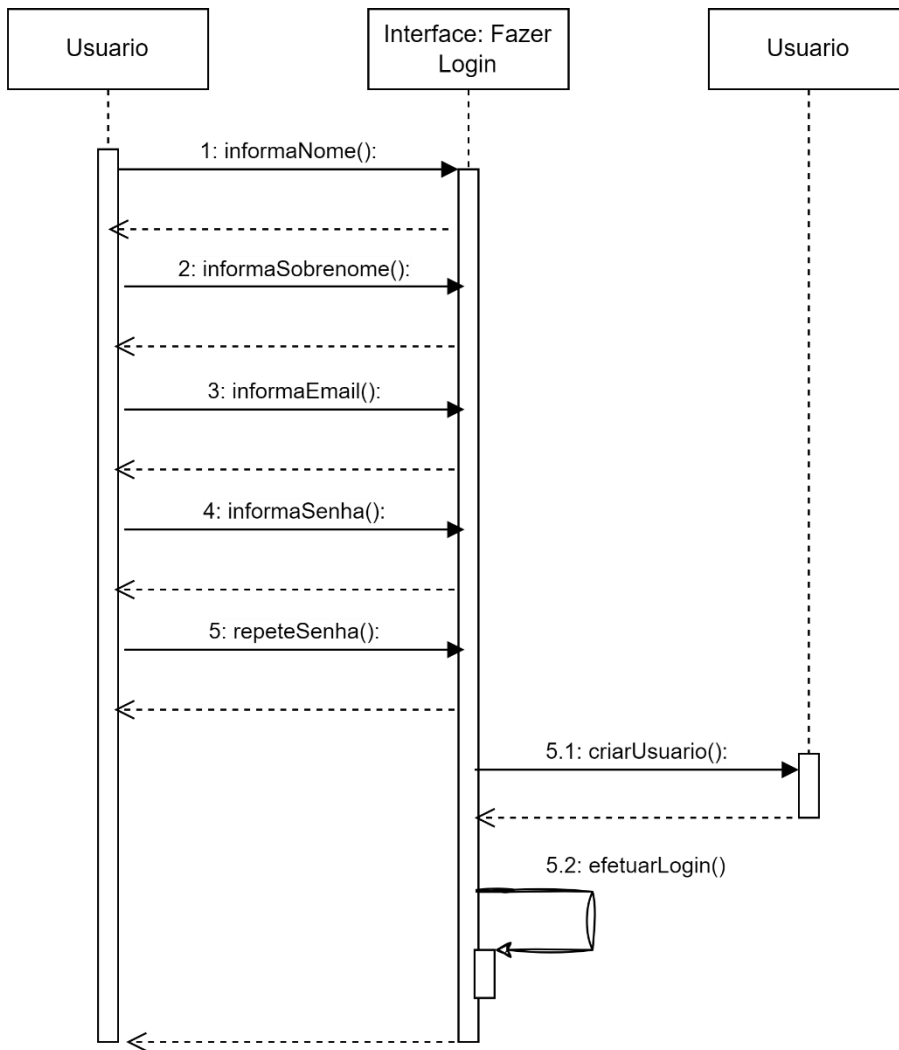 Usuario
Interface: Fazer
Login
Usuario
1: informaNome():
2: informaSobrenome():
3: informaEmail():
4: informaSenha():
5: repeteSenha():
5.1: criarUsuario():
5.2: efetuarLogin()